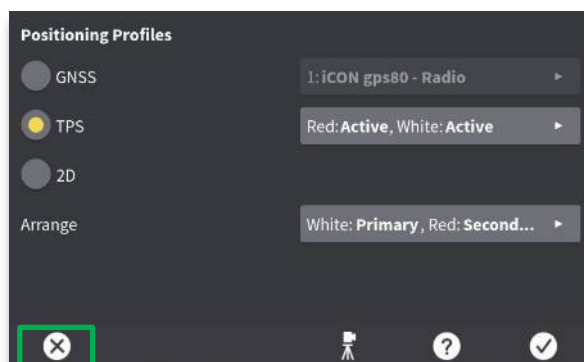 Positioning Profiles
GNSS 1: iCON gps80 - Radio
TPS Red: Active, White: Active
2D
Arrange White: Primary, Red: Second...
?